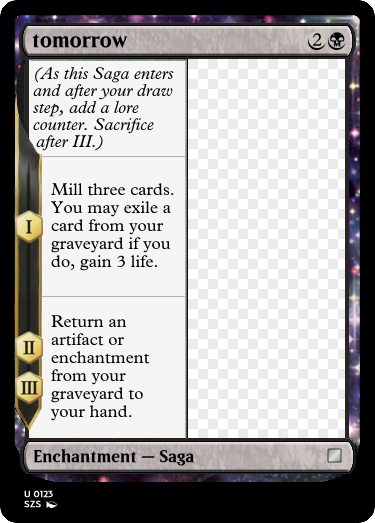 tomorrow 2
(As this Saga enters
and after your draw
step, add a lore
counter. Sacrifice
after III.)
I
Mill three cards.
You may exile a
card from your
graveyard if you
do, gain 3 life.
II
III
Return an
artifact or
enchantment
from your
graveyard to
your hand.
Enchantment — Saga
U 0123
SZS